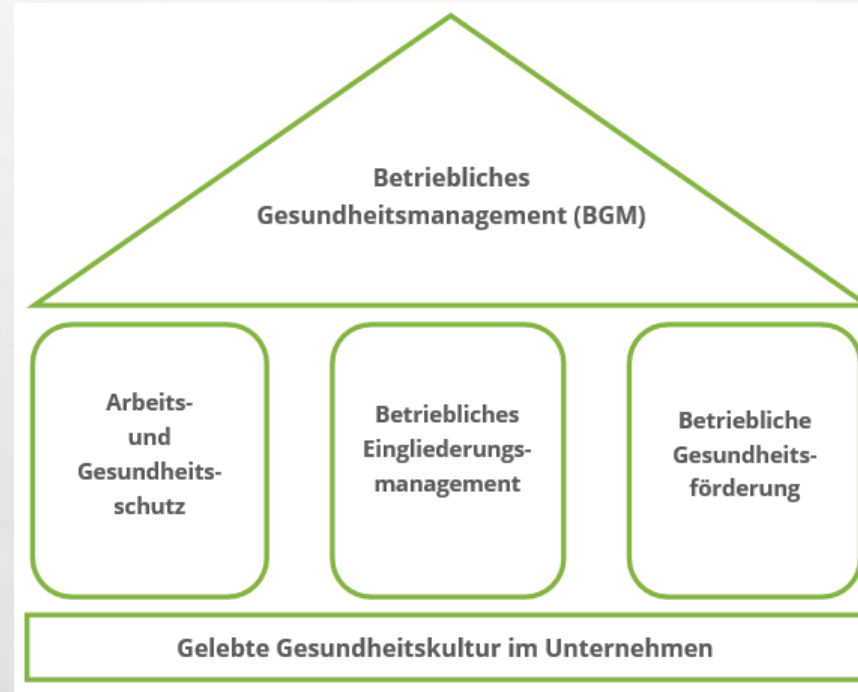 Betriebliches
Gesundheitsmanagement (BGM)
Arbeits-
und
Gesundheits-
schutz
Betriebliches
Eingliederungs-
management
Betriebliche
Gesundheits-
förderung
Gelebte Gesundheitskultur im Unternehmen